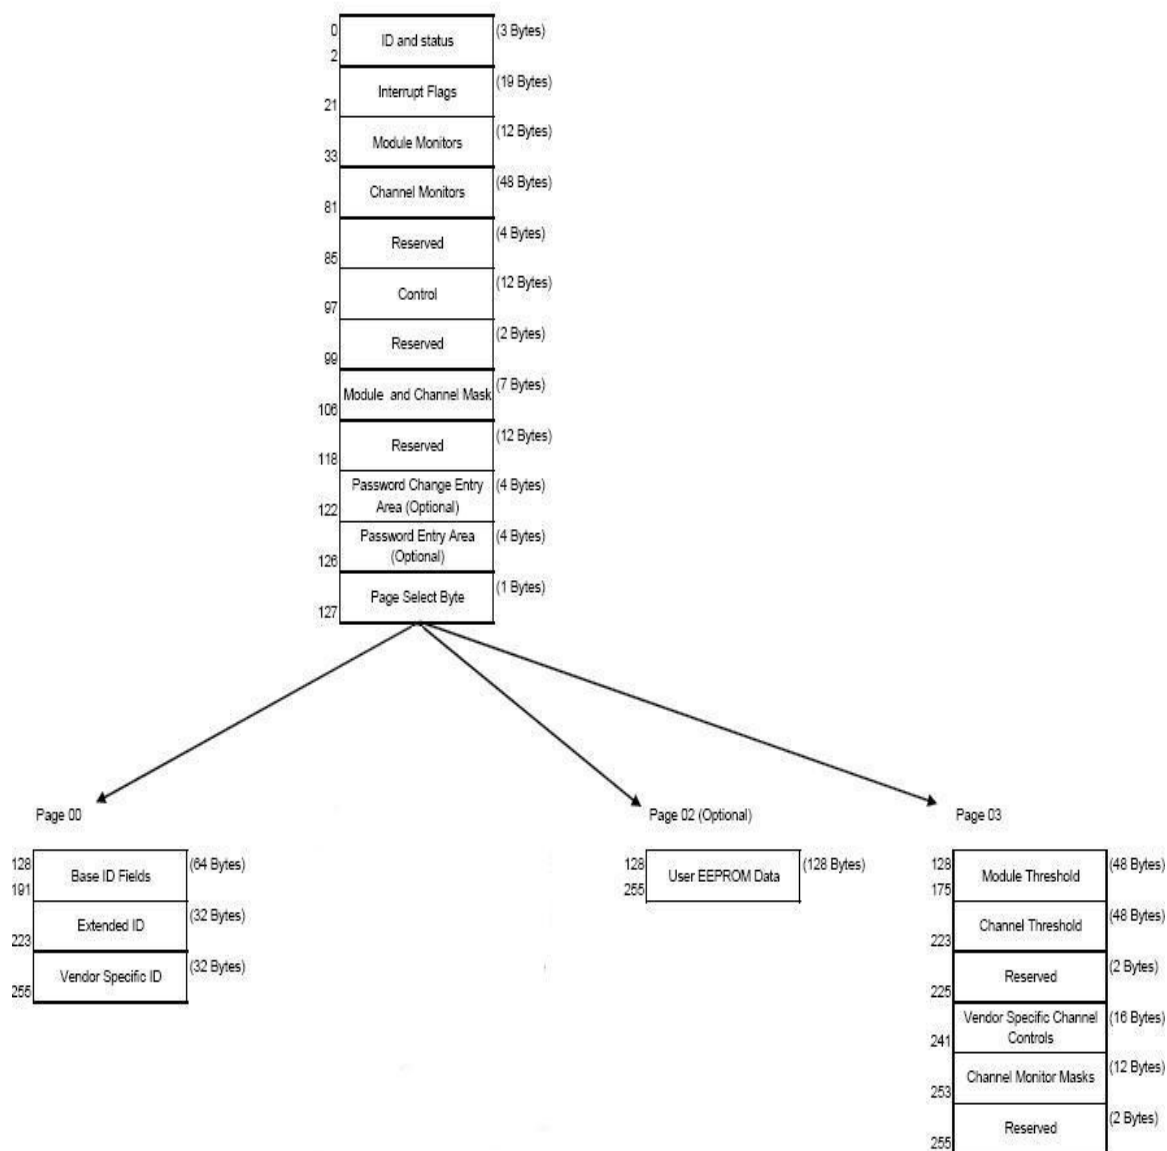 0
ID and status
(3 Bytes)
2
Interrupt Flags
(19 Bytes)
21
Module Monitors
(12 Bytes)
33
Channel Monitors
(48 Bytes)
81
Reserved
(4 Bytes)
85
Control
(12 Bytes)
97
Reserved
(2 Bytes)
99
Module and Channel Mask
(7 Bytes)
106
Reserved
(12 Bytes)
118
Password Change Entry
Area (Optional)
(4 Bytes)
122
Password Entry Area
(Optional)
(4 Bytes)
126
Page Select Byte
(1 Bytes)
127
Page 00
128
Base ID Fields
(64 Bytes)
191
Extended ID
(32 Bytes)
223
Vendor Specific ID
(32 Bytes)
255
Page 02 (Optional)
128
User EEPROM Data
(128 Bytes)
255
Page 03
128
Module Threshold
(48 Bytes)
175
Channel Threshold
(48 Bytes)
223
Reserved
(2 Bytes)
225
Vendor Specific Channel
Controls
(16 Bytes)
241
Channel Monitor Masks
(12 Bytes)
253
Reserved
(2 Bytes)
255